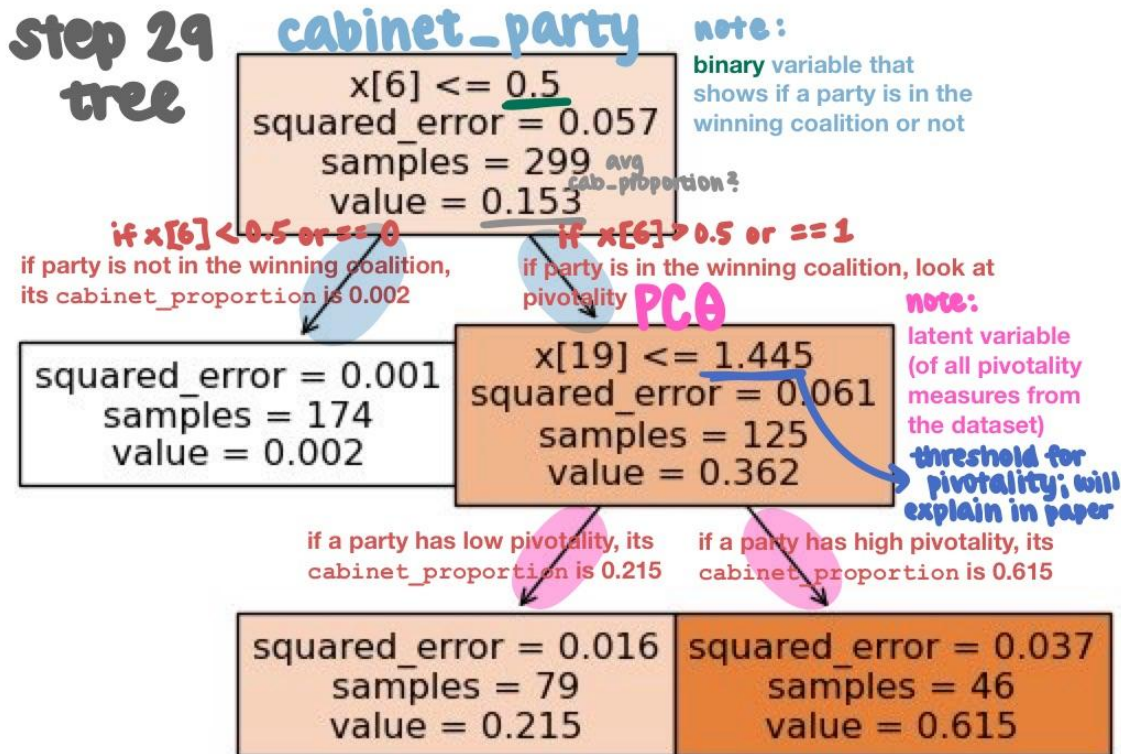 step 29
tree
cabinet_party
note:
binary variable that
shows if a party is in the
winning coalition or not
x[6] <= 0.5
squared_error = 0.057
samples = 299
value = 0.153
avg
cab_proportion?
if x[6] < 0.5 or == 0
if party is not in the winning coalition,
its cabinet_proportion is 0.002
if x[6] > 0.5 or == 1
if party is in the winning coalition, look at
pivotality
PCθ
note:
latent variable
(of all pivotality
measures from
the dataset)
squared_error = 0.001
samples = 174
value = 0.002
x[19] <= 1.445
squared_error = 0.061
samples = 125
value = 0.362
threshold for
pivotality; will
explain in paper
if a party has low pivotality, its
cabinet_proportion is 0.215
if a party has high pivotality, its
cabinet_proportion is 0.615
squared_error = 0.016
samples = 79
value = 0.215
squared_error = 0.037
samples = 46
value = 0.615